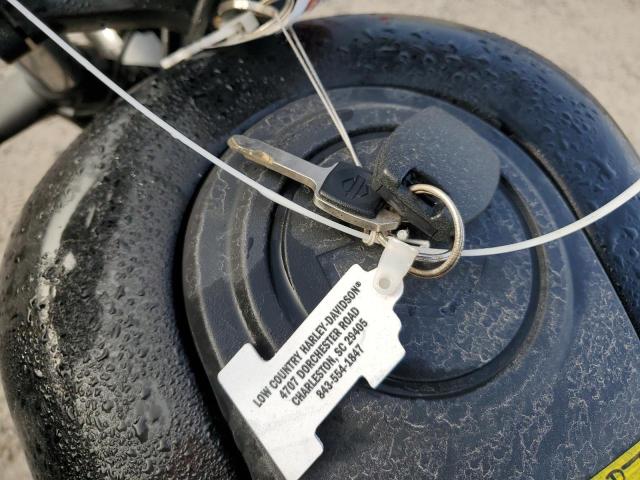 LOW COUNTRY HARLEY-DAVIDSON®
4707 DORCHESTER ROAD
CHARLESTON, SC 29405
843-554-1847